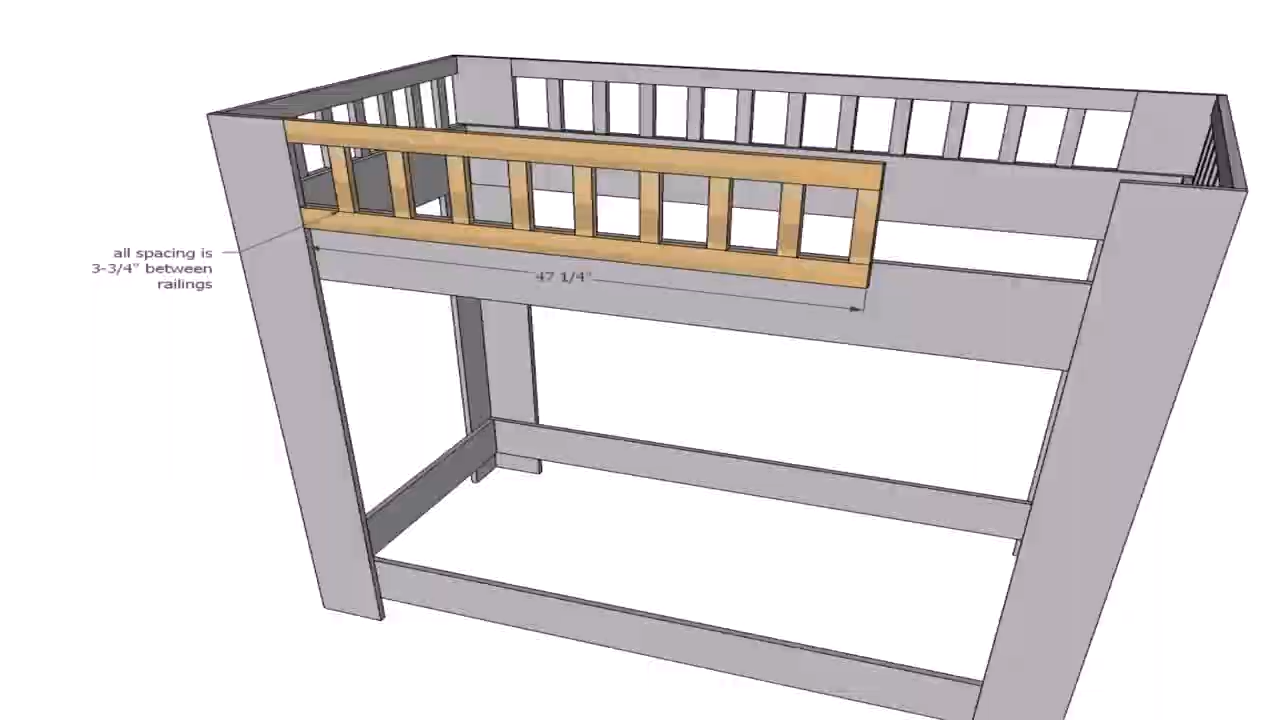 all spacing is
3-3/4" between
railings
47 1/4"